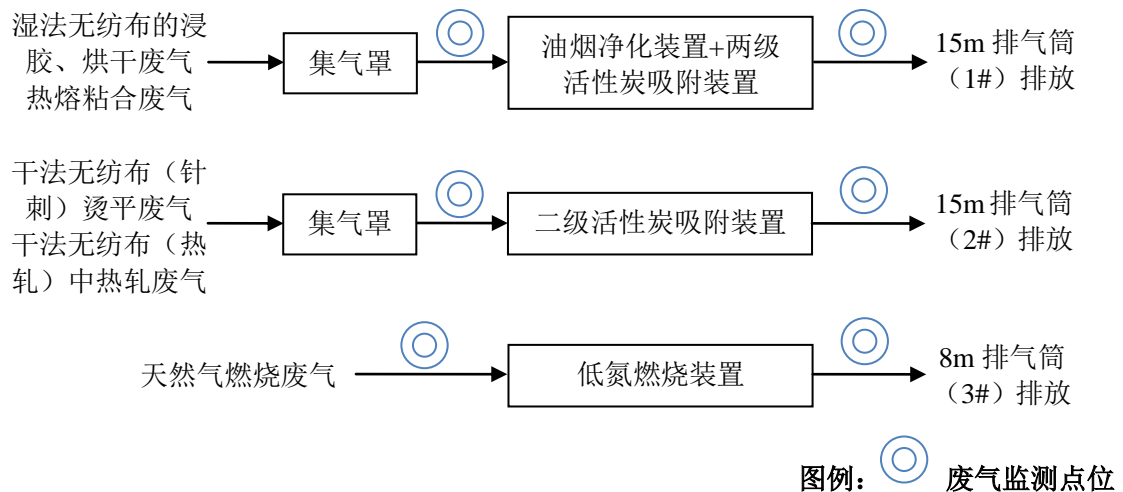 湿法无纺布的浸
胶、烘干废气
热熔粘合废气
集气罩
油烟净化装置+两级
活性炭吸附装置
15m 排气筒
（1#）排放
干法无纺布（针
刺）烫平废气
干法无纺布（热
轧）中热轧废气
集气罩
二级活性炭吸附装置
15m 排气筒
（2#）排放
天然气燃烧废气
低氮燃烧装置
8m 排气筒
（3#）排放
图例： 废气监测点位